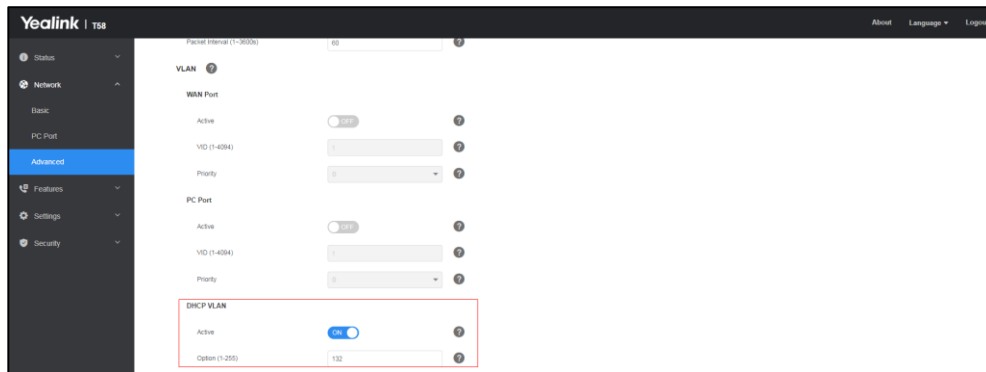 Yealink | T58
About Language Logout
Packet Interval (1~3600s) 60
Status
VLAN
Network
WAN Port
Basic
Active OFF
PC Port
VID (1-4094) 1
Advanced
Priority 0
Features
PC Port
Settings
Active OFF
Security
VID (1-4094) 1
Priority 0
DHCP VLAN
Active ON
Option (1-255) 132